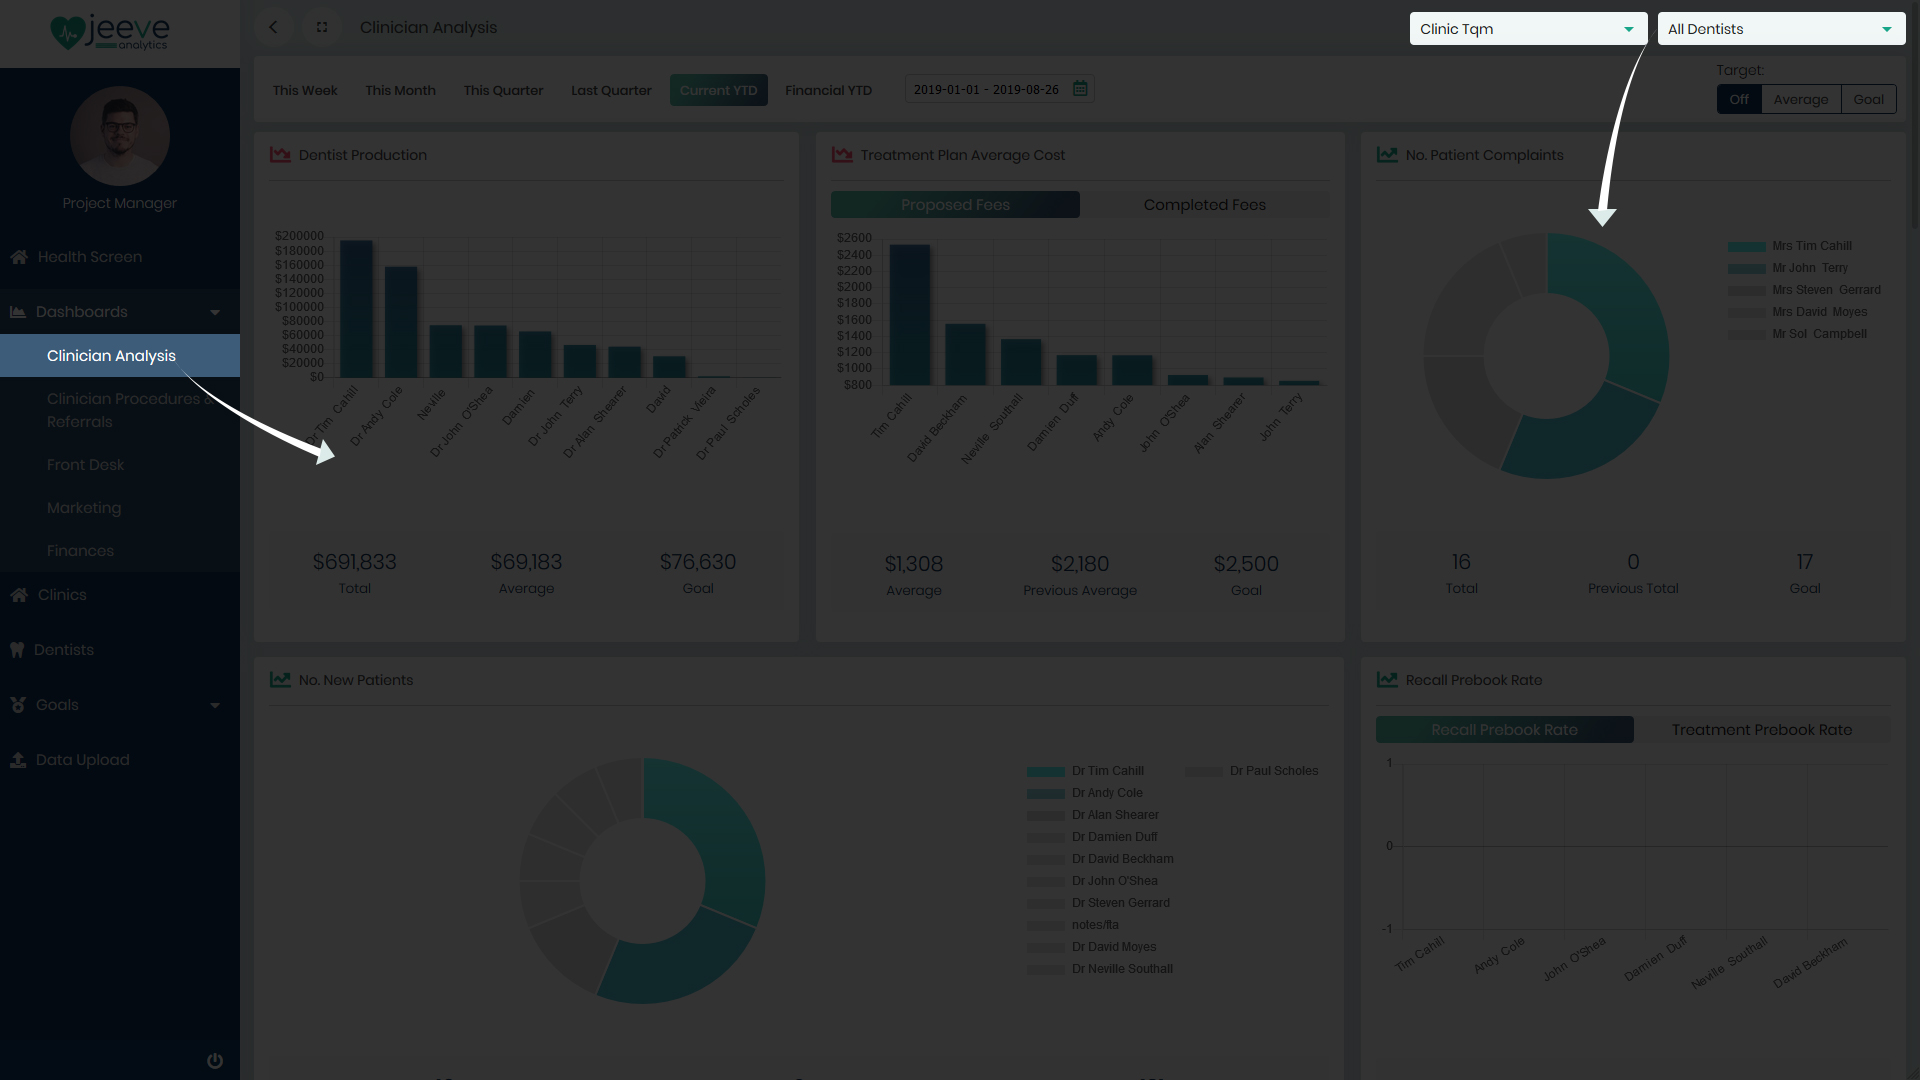 jeeve
analytics
Clinician Analysis
Clinic Tqm
All Dentists
Project Manager
Health Screen
Dashboards
Clinician Analysis
Clinician Procedures &
Referrals
Front Desk
Marketing
Finances
Clinics
Dentists
Goals
Data Upload
This Week
This Month
This Quarter
Last Quarter
Current YTD
Financial YTD
2019-01-01 - 2019-08-26
Target:
Off
Average
Goal
Dentist Production
$200000
$180000
$160000
$140000
$120000
$100000
$80000
$60000
$40000
$20000
$0
Dr Tim Cahill
Dr Andy Cole
Neville
Dr John O'Shea
Damien
Dr John Terry
Dr Alan Shearer
David
Dr Patrick Vieira
Dr Paul Scholes
$691,833
Total
$69,183
Average
$76,630
Goal
Treatment Plan Average Cost
Proposed Fees
Completed Fees
$2600
$2400
$2200
$2000
$1800
$1600
$1400
$1200
$1000
$800
Tim Cahill
David Beckham
Neville Southall
Damien Duff
Andy Cole
John O'Shea
Alan Shearer
John Terry
$1,308
Average
$2,180
Previous Average
$2,500
Goal
No. Patient Complaints
Mrs Tim Cahill
Mr John Terry
Mrs Steven Gerrard
Mrs David Moyes
Mr Sol Campbell
16
Total
0
Previous Total
17
Goal
No. New Patients
Dr Tim Cahill
Dr Andy Cole
Dr Alan Shearer
Dr Damien Duff
Dr David Beckham
Dr John O'Shea
Dr Steven Gerrard
notes/fta
Dr David Moyes
Dr Neville Southall
Dr Paul Scholes
Recall Prebook Rate
Recall Prebook Rate
Treatment Prebook Rate
1
0
-1
Tim Cahill
Andy Cole
John O'Shea
Damien Duff
Neville Southall
David Beckham